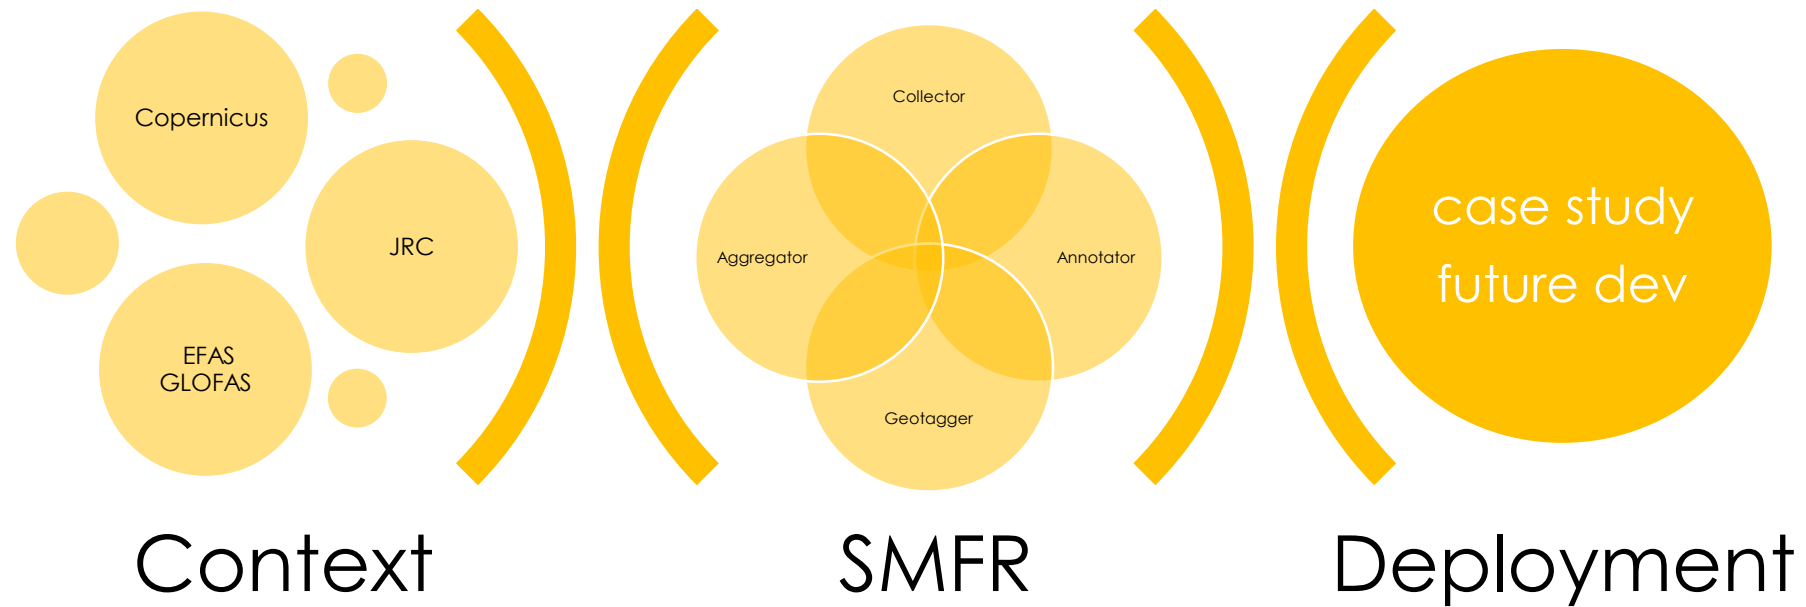 Copernicus
JRC
EFAS
GLOFAS
Context
Collector
Aggregator
Annotator
Geotagger
SMFR
case study
future dev
Deployment